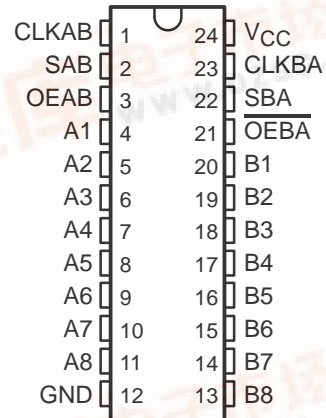 CLKAB 1 24 VCC
SAB 2 23 CLKBA
OEAB 3 22 SBA
A1 4 21 OEBA
A2 5 20 B1
A3 6 19 B2
A4 7 18 B3
A5 8 17 B4
A6 9 16 B5
A7 10 15 B6
A8 11 14 B7
GND 12 13 B8